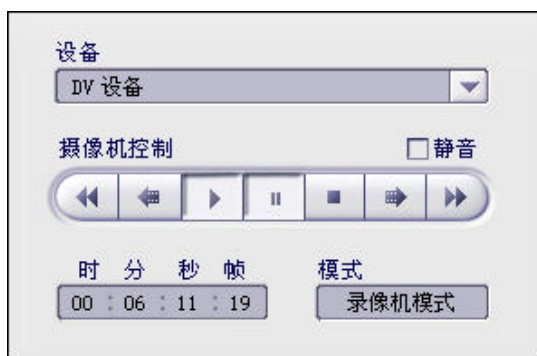 设备
DV 设备
摄像机控制 静音
时 分 秒 帧 模式
00 : 06 : 11 : 19 录像机模式